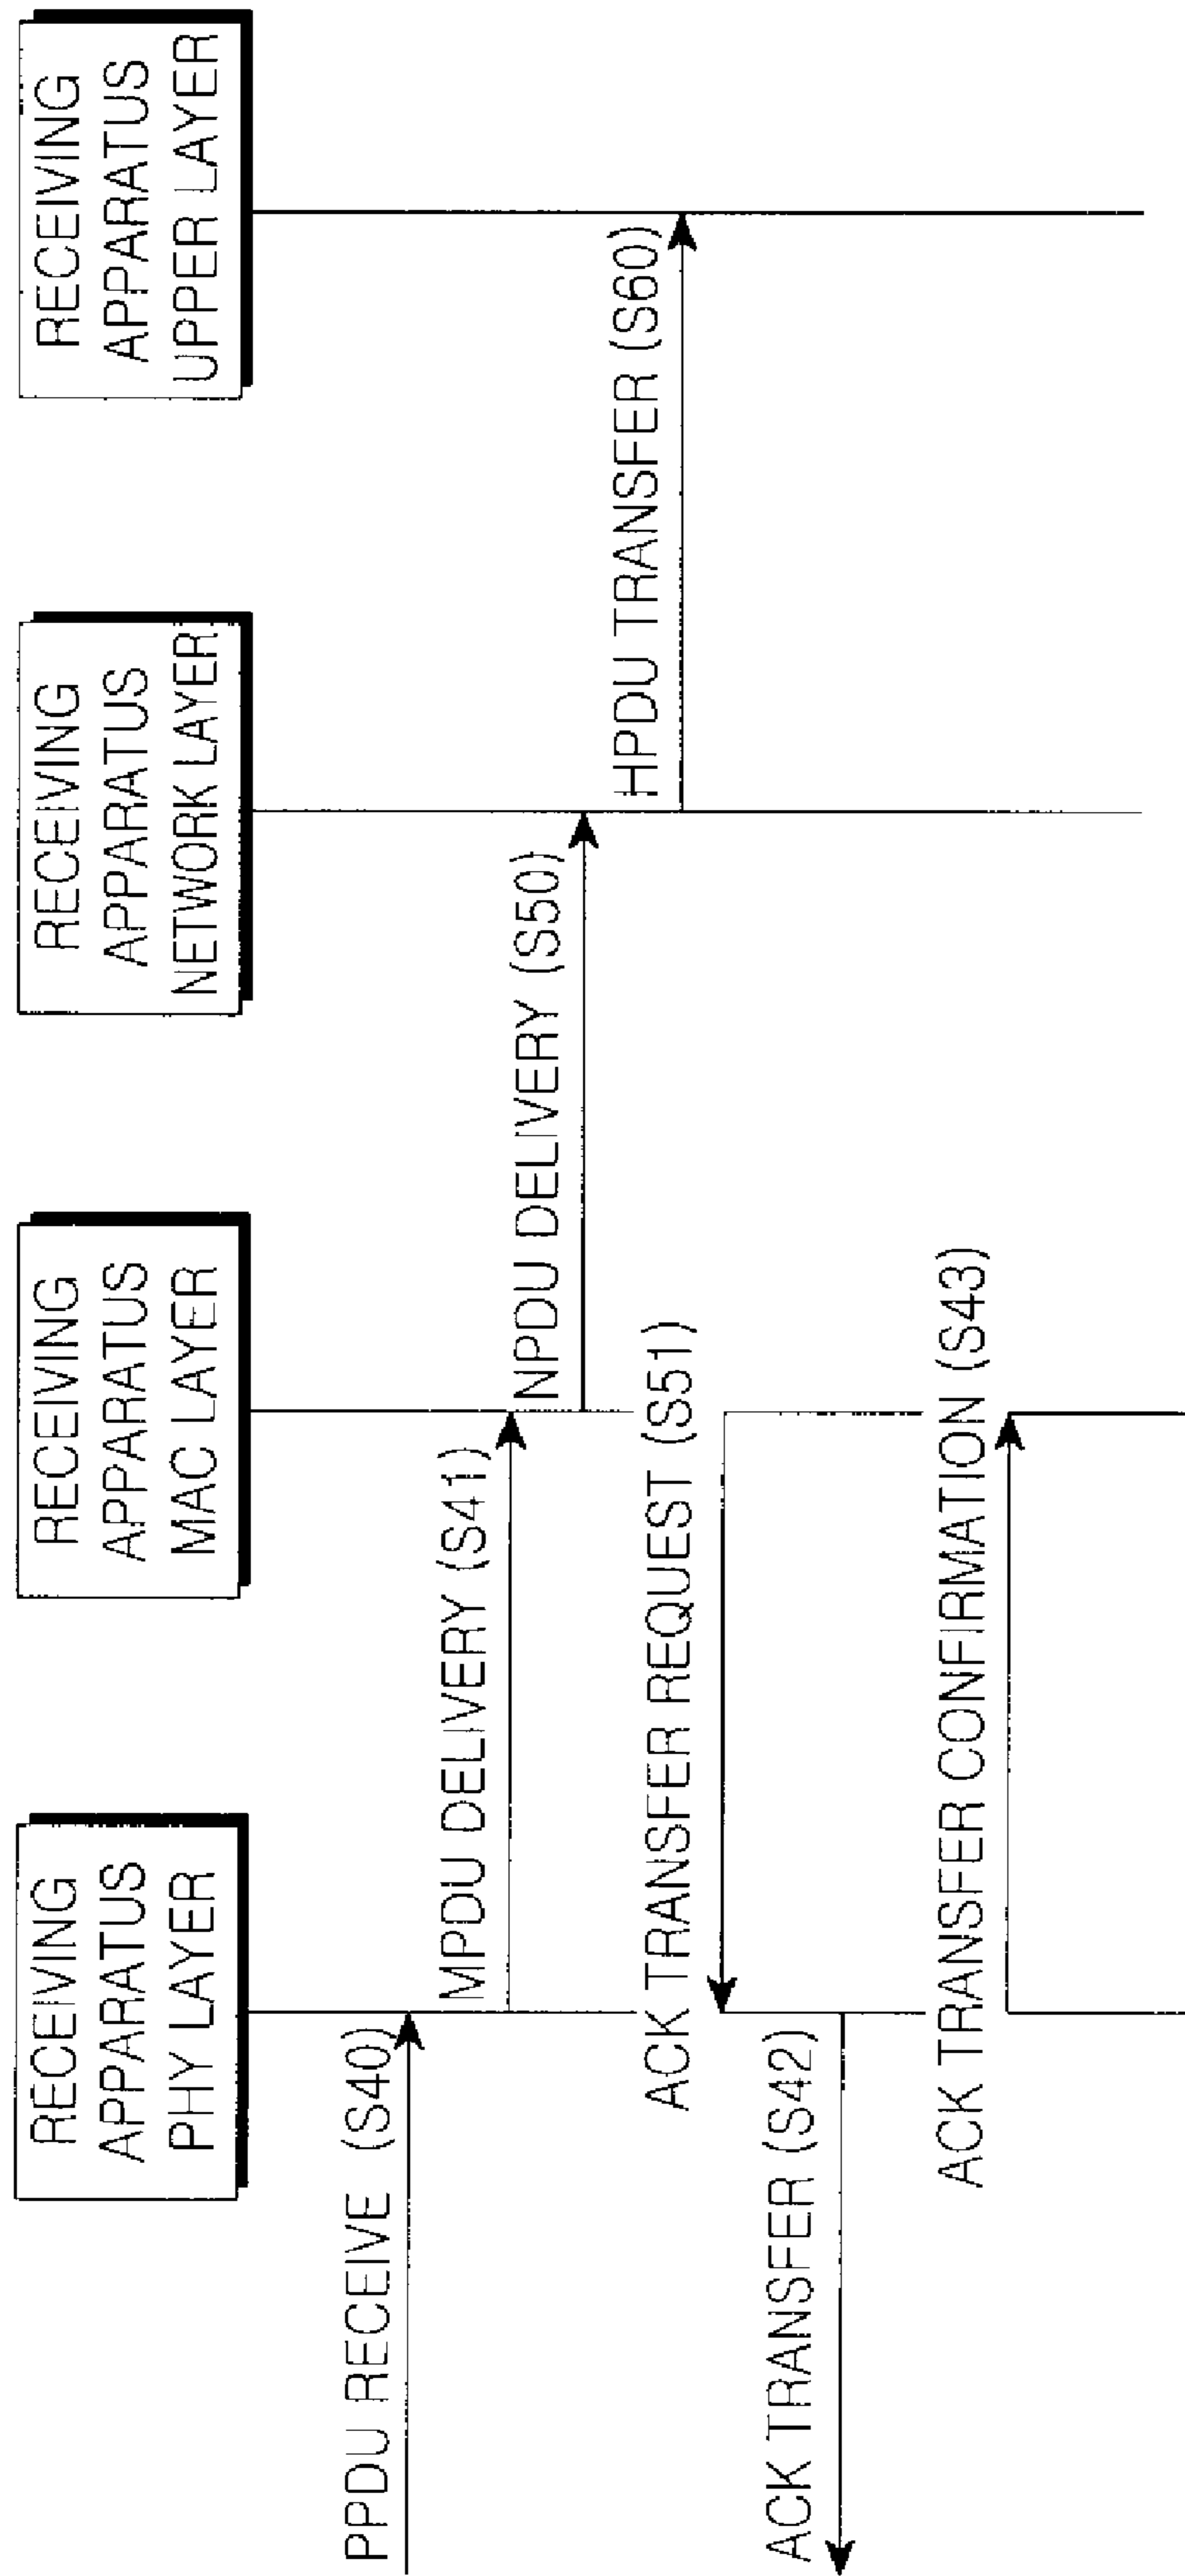 RECEIVING
APPARATUS
PHY LAYER
RECEIVING
APPARATUS
MAC LAYER
RECEIVING
APPARATUS
NETWORK LAYER
RECEIVING
APPARATUS
UPPER LAYER
PPDU RECEIVE (S40)
MPDU DELIVERY (S41)
NPDU DELIVERY (S50)
HPDU TRANSFER (S60)
ACK TRANSFER REQUEST (S51)
ACK TRANSFER (S42)
ACK TRANSFER CONFIRMATION (S43)